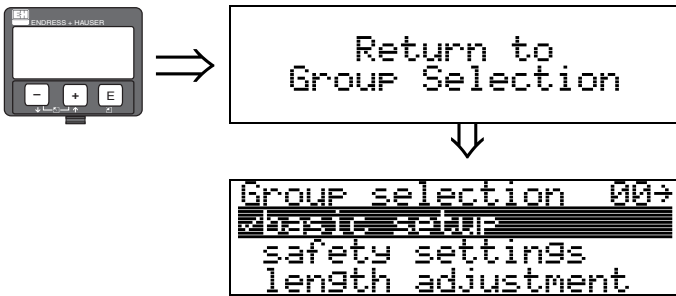 E+H
ENDRESS + HAUSER
- + E
Return to
Group Selection
Group selection 00→
✓basic setup
safety settings
length adjustment